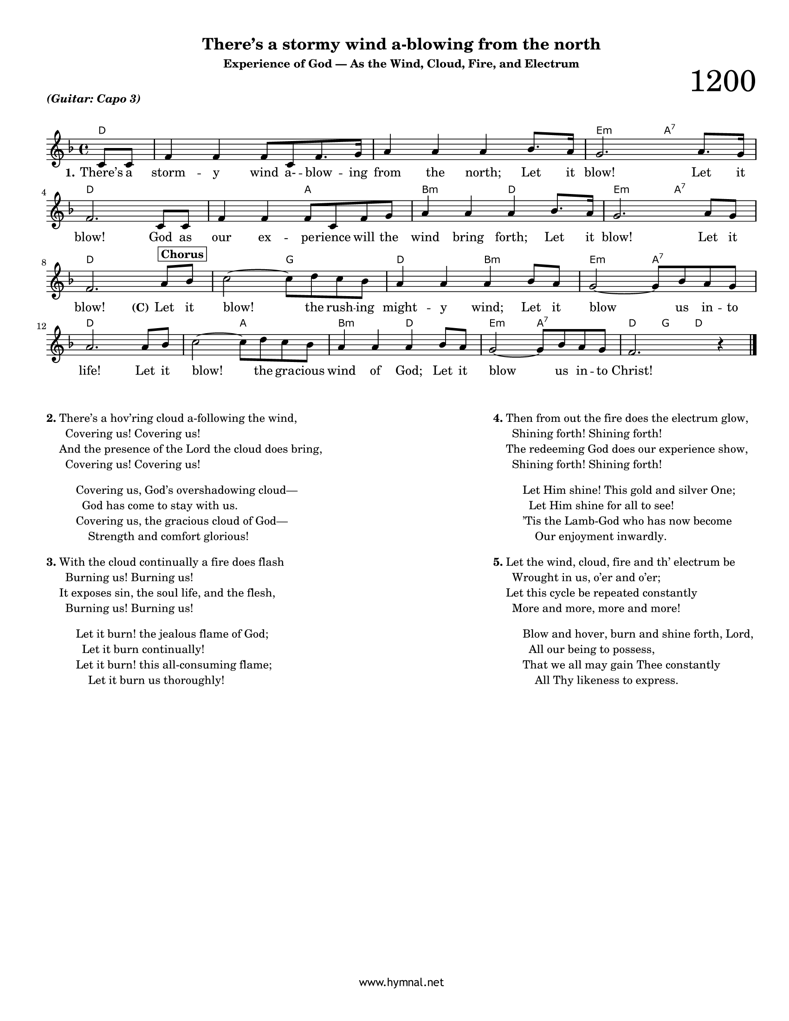 There's a stormy wind a-blowing from the north
Experience of God — As the Wind, Cloud, Fire, and Electrum
1200
(Guitar: Capo 3)
D Em A7
1. There's a storm - y wind a - blow - ing from the north; Let it blow! Let it
4
D A Bm D Em A7
blow! God as our ex - perience will the wind bring forth; Let it blow! Let it
8
Chorus
D G D Bm Em A7
blow! (C) Let it blow! the rush-ing might - y wind; Let it blow us in - to
12
D A Bm D Em A7 D G D
life! Let it blow! the gracious wind of God; Let it blow us in - to Christ!
2. There's a hov'ring cloud a-following the wind,
Covering us! Covering us!
And the presence of the Lord the cloud does bring,
Covering us! Covering us!
Covering us, God's overshadowing cloud—
God has come to stay with us.
Covering us, the gracious cloud of God—
Strength and comfort glorious!
3. With the cloud continually a fire does flash
Burning us! Burning us!
It exposes sin, the soul life, and the flesh,
Burning us! Burning us!
Let it burn! the jealous flame of God;
Let it burn continually!
Let it burn! this all-consuming flame;
Let it burn us thoroughly!
4. Then from out the fire does the electrum glow,
Shining forth! Shining forth!
The redeeming God does our experience show,
Shining forth! Shining forth!
Let Him shine! This gold and silver One;
Let Him shine for all to see!
'Tis the Lamb-God who has now become
Our enjoyment inwardly.
5. Let the wind, cloud, fire and th' electrum be
Wrought in us, o'er and o'er;
Let this cycle be repeated constantly
More and more, more and more!
Blow and hover, burn and shine forth, Lord,
All our being to possess,
That we all may gain Thee constantly
All Thy likeness to express.
www.hymnal.net